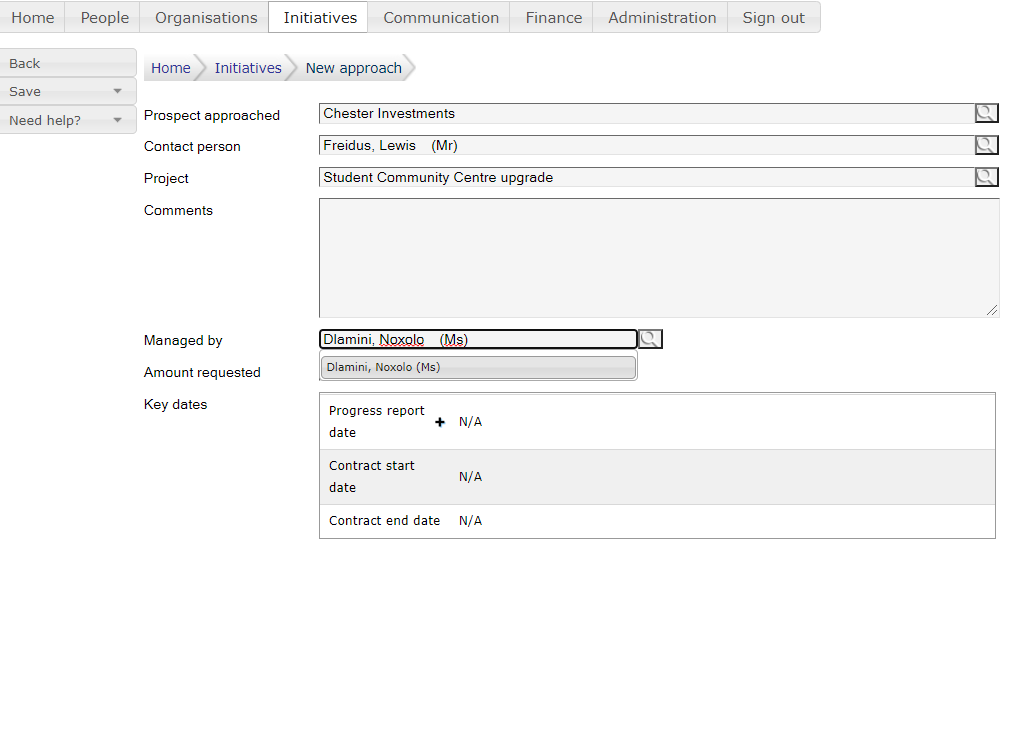 Home People Organisations Initiatives Communication Finance Administration Sign out
Back
Save
Need help?
Home Initiatives New approach
Prospect approached Chester Investments
Contact person Freidus, Lewis (Mr)
Project Student Community Centre upgrade
Comments
Managed by Dlamini, Noxolo (Ms)
Dlamini, Noxolo (Ms)
Amount requested
Key dates
Progress report
date + N/A
Contract start
date N/A
Contract end date N/A